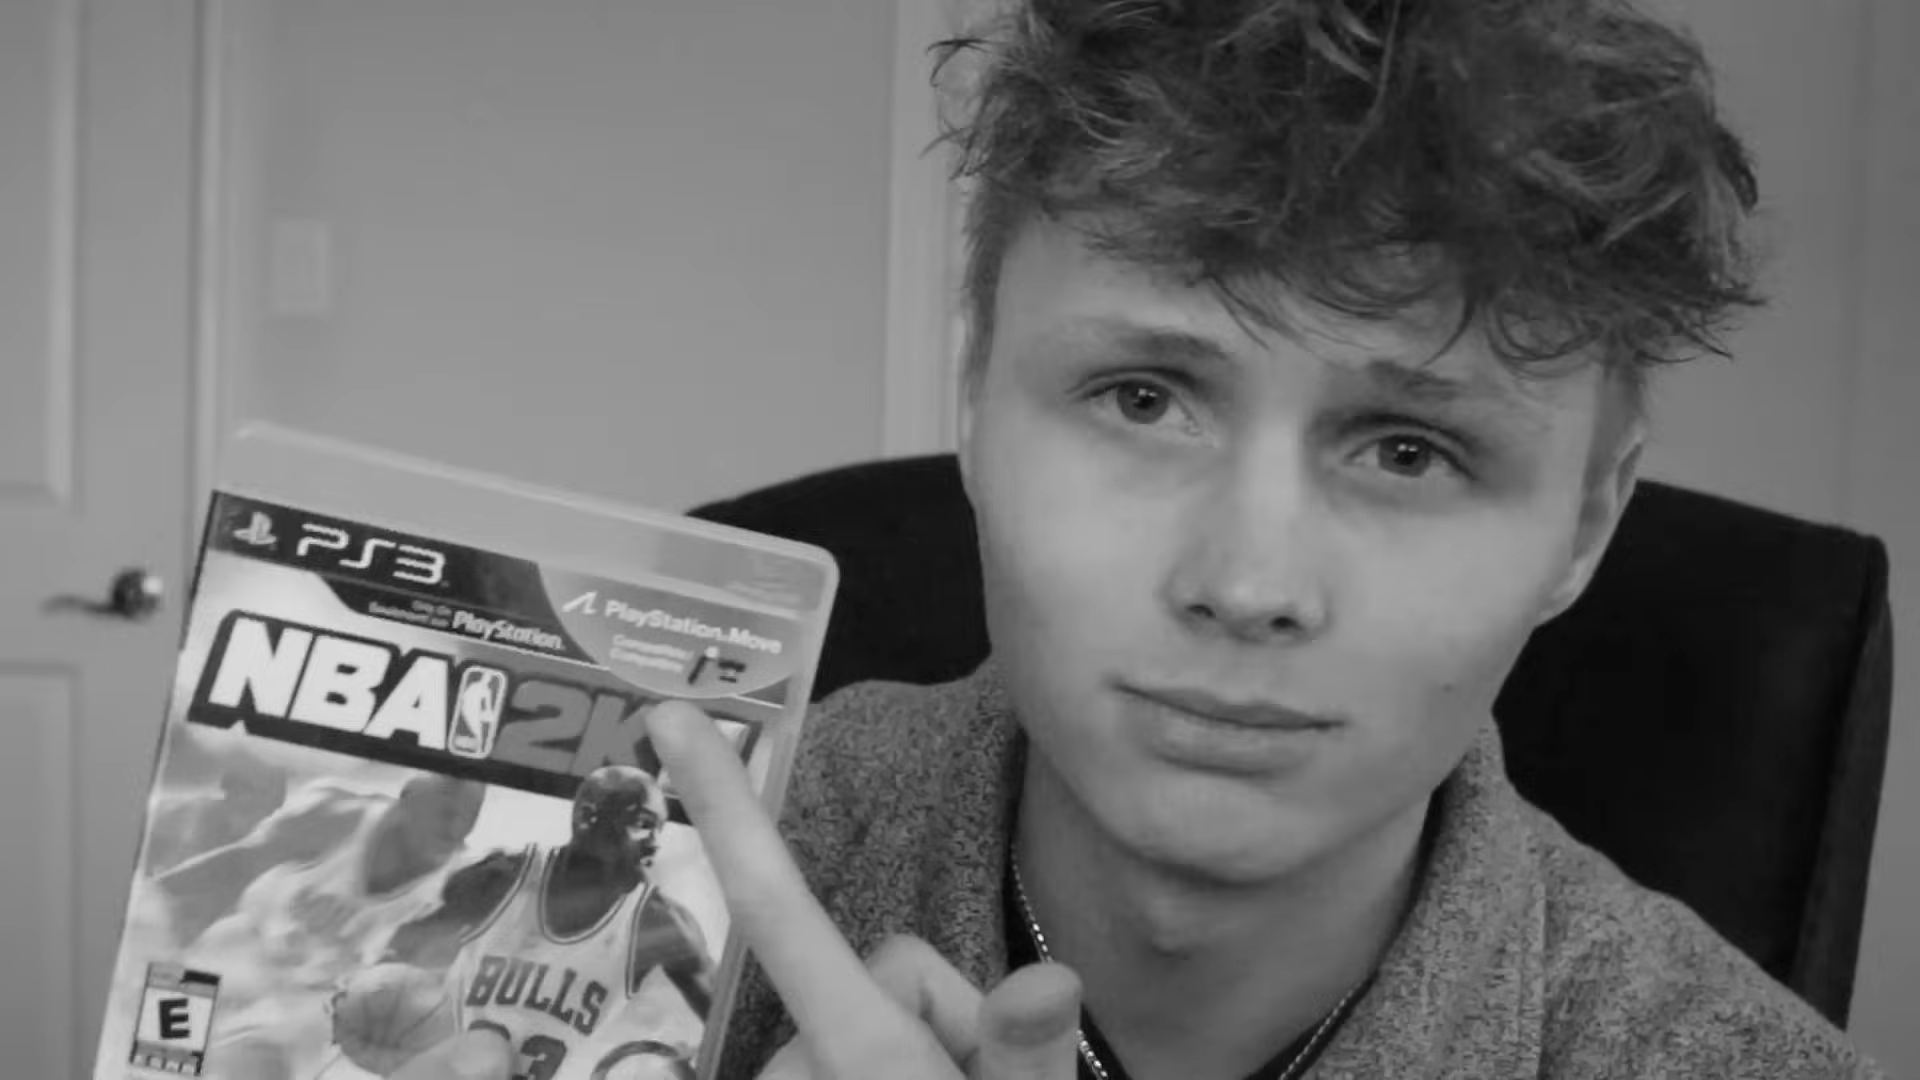 PS3
PlayStation.Move
PlayStation
NBA 2K
BULLS
E